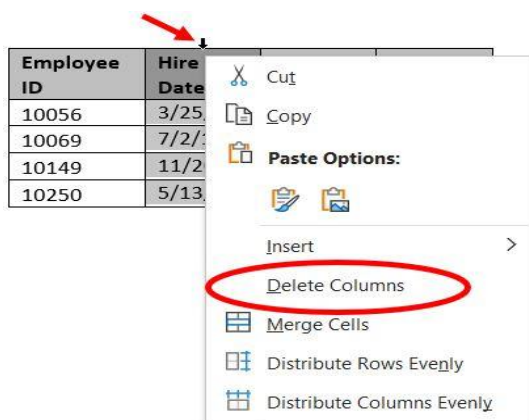 Employee ID
Hire Date
10056
3/25
10069
7/2/
10149
11/2
10250
5/13
Cut
Copy
Paste Options:
Insert
Delete Columns
Merge Cells
Distribute Rows Evenly
Distribute Columns Evenly